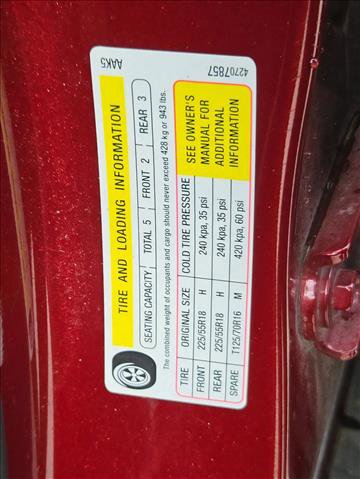 AAK5 42707857
TIRE AND LOADING INFORMATION
SEATING CAPACITY TOTAL 5 FRONT 2 REAR 3
The combined weight of occupants and cargo should never exceed 428 kg or 943 lbs.
TIRE ORIGINAL SIZE COLD TIRE PRESSURE
FRONT 225/55R18 H 240 kpa, 35 psi
REAR 225/55R18 H 240 kpa, 35 psi
SPARE T125/70R16 M 420 kpa, 60 psi
SEE OWNER'S
MANUAL FOR
ADDITIONAL
INFORMATION